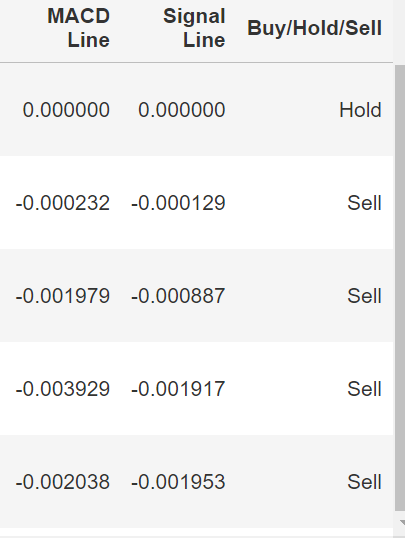 MACD Line Signal Line Buy/Hold/Sell
0.000000 0.000000 Hold
-0.000232 -0.000129 Sell
-0.001979 -0.000887 Sell
-0.003929 -0.001917 Sell
-0.002038 -0.001953 Sell